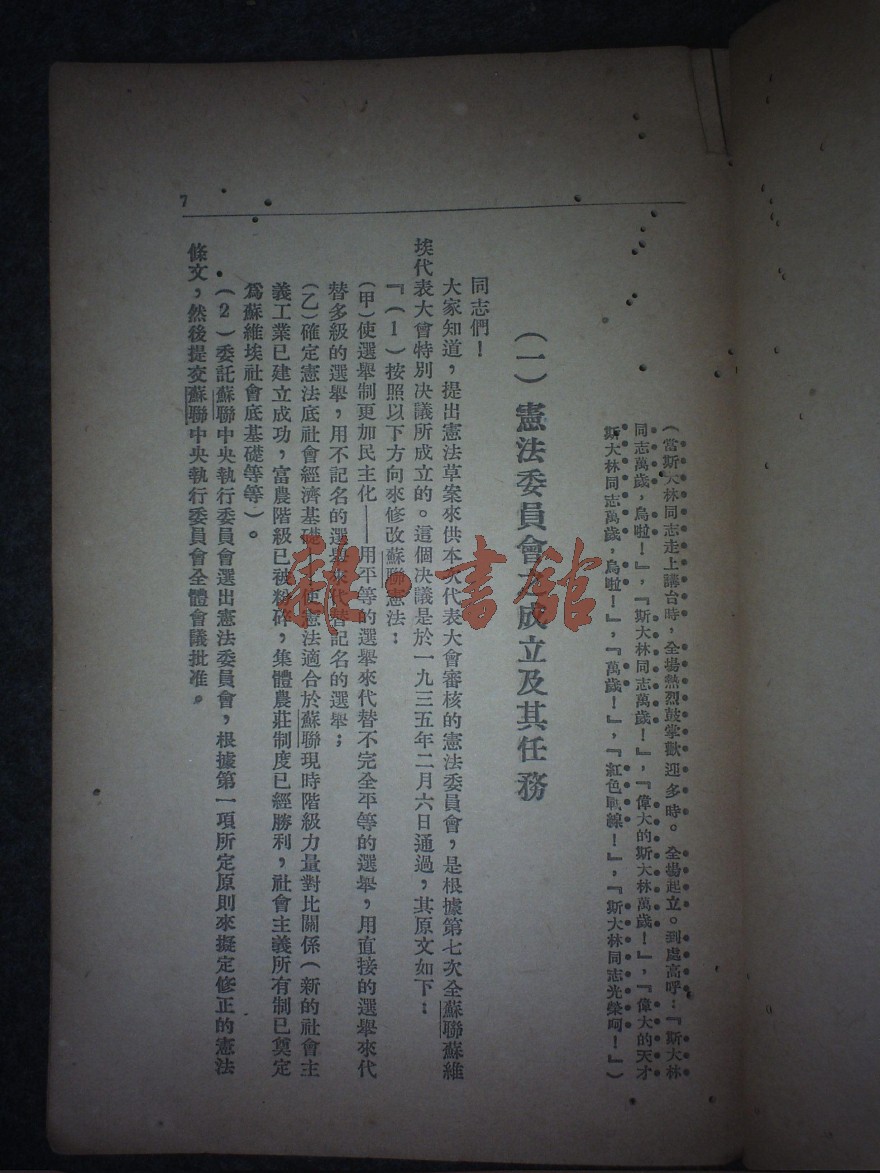 (當斯大林同志走上講台時,全場熱烈鼓掌歡迎多時。全場起立。到處高呼:『斯大林
同志萬歲,烏啦!』,『斯大林同志萬歲!』,『偉大的斯大林萬歲!』,『偉大的天才
斯大林同志萬歲,烏啦!』,『萬歲!』,『紅色戰線!』,『斯大林同志光榮呵!』)
(一)憲法委員會之成立及其任務
同志們!
大家知道,提出憲法草案來供本次代表大會審核的憲法委員會,是根據第七次全蘇聯蘇維
埃代表大會特別決議所成立的。這個決議是於一九三五年二月六日通過,其原文如下:
『(1)按照以下方向來修改蘇聯憲法:
(甲)使選舉制更加民主化——用平等的選舉來代替不完全平等的選舉,用直接的選舉來代
替多級的選舉,用不記名的選舉來代替記名的選舉;
(乙)確定憲法底社會經濟基礎——使憲法適合於蘇聯現時階級力量對比關係(新的社會主
義工業已建立成功,富農階級已被粉碎,集體農莊制度已經勝利,社會主義所有制已奠定
爲蘇維埃社會底基礎等等)。
(2)委託蘇聯中央執行委員會選出憲法委員會,根據第一項所定原則來擬定修正的憲法
條文,然後提交蘇聯中央執行委員會全體會議批准。
7
雜·書館